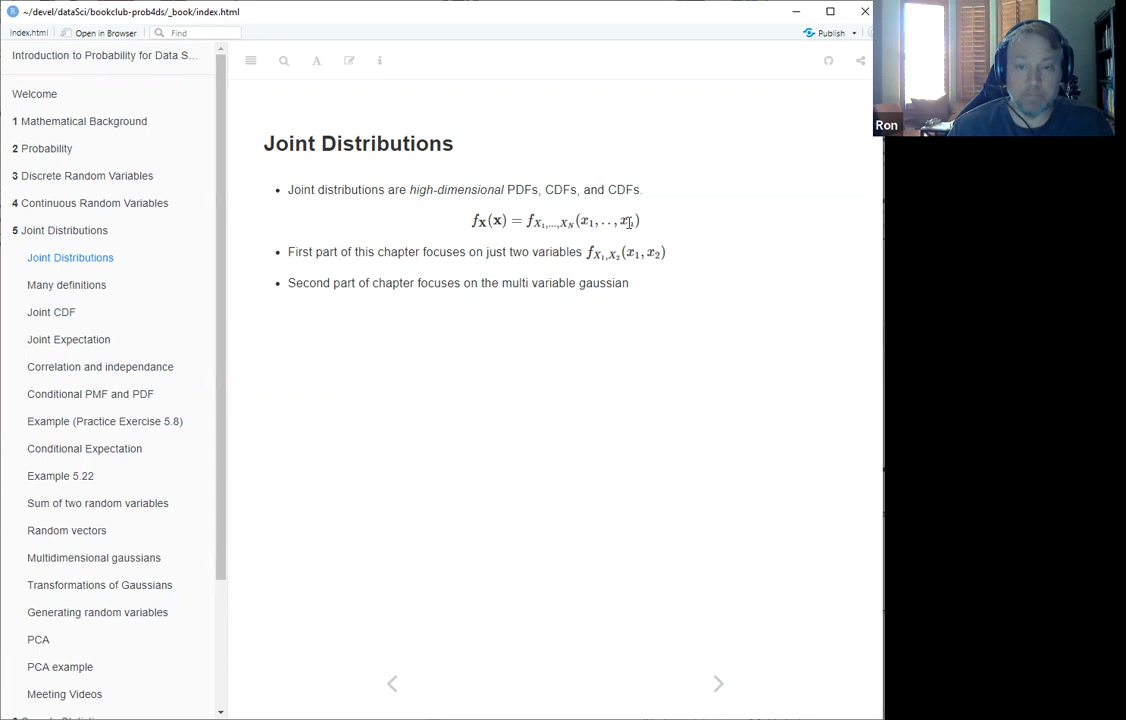 ~/devel/dataSci/bookclub-prob4ds/_book/index.html
index.html Open in Browser Find Publish
Introduction to Probability for Data S...
Welcome
1 Mathematical Background
2 Probability
3 Discrete Random Variables
4 Continuous Random Variables
5 Joint Distributions
Joint Distributions
Many definitions
Joint CDF
Joint Expectation
Correlation and independence
Conditional PMF and PDF
Example (Practice Exercise 5.8)
Conditional Expectation
Example 5.22
Sum of two random variables
Random vectors
Multidimensional gaussians
Transformations of Gaussians
Generating random variables
PCA
PCA example
Meeting Videos
Joint Distributions
• Joint distributions are high-dimensional PDFs, CDFs, and CDFs.
f_X(x) = f_{X_1,...,X_N}(x_1, . . , x
• First part of this chapter focuses on just two variables f_{X_1,X_2}(x_1, x_2)
• Second part of chapter focuses on the multi variable gaussian
Ron